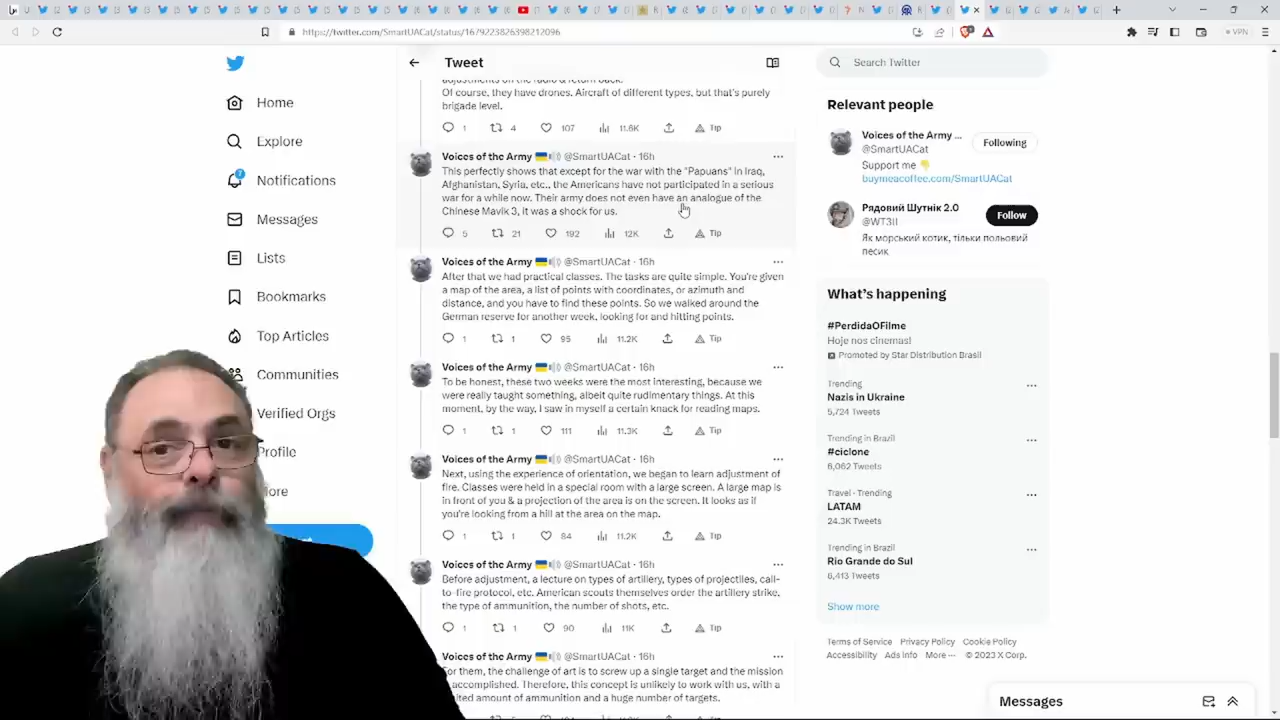 https://twitter.com/SmartUACat/status/1679223826398212096
VPN
Home
Explore
Notifications
Messages
Lists
Bookmarks
Top Articles
Communities
Verified Orgs
Profile
Tweet
adjustments on the radio & return back.
Of course, they have drones. Aircraft of different types, but that's purely
brigade level.
1 4 107 11.6K Tip
Voices of the Army @SmartUACat · 16h
This perfectly shows that except for the war with the "Papuans" in Iraq,
Afghanistan, Syria, etc., the Americans have not participated in a serious
war for a while now. Their army does not even have an analogue of the
Chinese Mavik 3, it was a shock for us.
5 21 192 12K Tip
Voices of the Army @SmartUACat · 16h
After that we had practical classes. The tasks are quite simple. You're given
a map of the area, a list of points with coordinates, or azimuth and
distance, and you have to find these points. So we walked around the
German reserve for another week, looking for and hitting points.
1 1 95 11.2K Tip
Voices of the Army @SmartUACat · 16h
To be honest, these two weeks were the most interesting, because we
were really taught something, albeit quite rudimentary things. At this
moment, by the way, I saw in myself a certain knack for reading maps.
1 1 111 11.3K Tip
Voices of the Army @SmartUACat · 16h
Next, using the experience of orientation, we began to learn adjustment of
fire. Classes were held in a special room with a large screen. A large map is
in front of you & a projection of the area is on the screen. It looks as if
you're looking from a hill at the area on the map.
1 1 84 11.2K Tip
Voices of the Army @SmartUACat · 16h
Before adjustment, a lecture on types of artillery, types of projectiles, call-
to-fire protocol, etc. American scouts themselves order the artillery strike,
the type of ammunition, the number of shots, etc.
1 1 90 11K Tip
Voices of the Army @SmartUACat · 16h
For them, the challenge of art is to screw up a single target and the mission
accomplished. Therefore, this concept is unlikely to work with us, with a
amount of ammunition and a huge number of targets.
Search Twitter
Relevant people
Voices of the Army ...
@SmartUACat
Following
Support me
buymeacoffee.com/SmartUACat
Рядовий Шутнік 2.0
@WT3II
Follow
Як морський котик, тільки польовий
песик
What's happening
#PerdidaOFilme
Hoje nos cinemas!
Promoted by Star Distribution Brasil
Trending
Nazis in Ukraine
5,724 Tweets
Trending in Brazil
#ciclone
6,062 Tweets
Travel · Trending
LATAM
24.3K Tweets
Trending in Brazil
Rio Grande do Sul
6,413 Tweets
Show more
Terms of Service Privacy Policy Cookie Policy
Accessibility Ads info More ··· © 2023 X Corp.
Messages